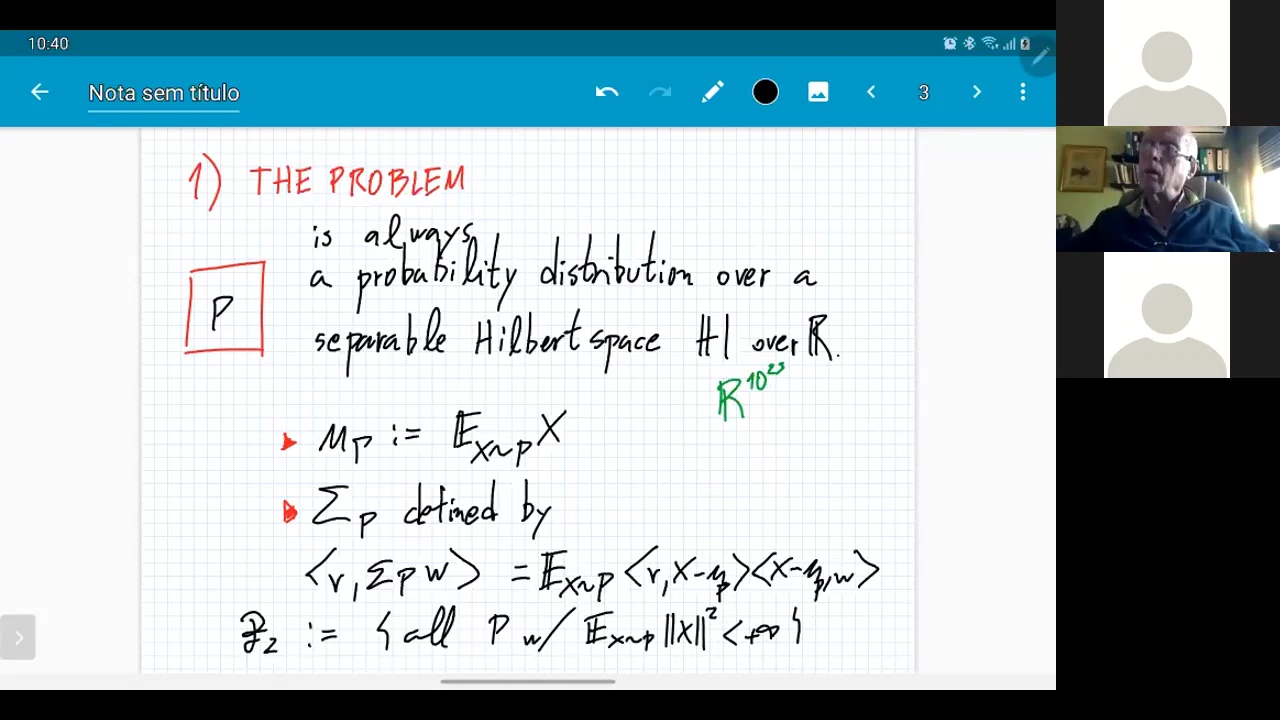 10:40
Nota sem título
3
1) THE PROBLEM
is always
P
a probability distribution over a
separable Hilbert space ℍ over ℝ.
ℝ^10^23
μ_P := 𝔼_{X~P} X
Σ_P defined by
<v, Σ_P w> = 𝔼_{X~P} <v, X-μ_P><X-μ_P, w>
𝒫_2 := { all P w/ 𝔼_{X~P} ||X||^2 < +∞ }